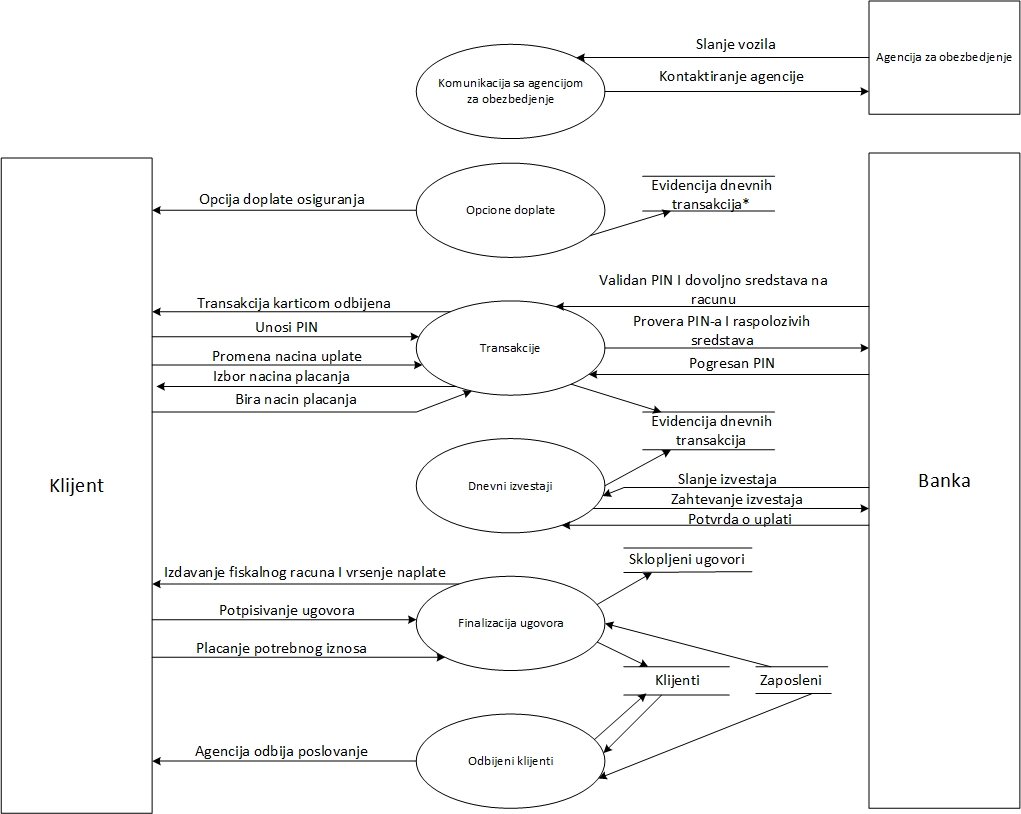 Slanje vozila
Agencija za obezbedjenje
Kontaktiranje agencije
Komunikacija sa agencijom
za obezbedjenje
Opcija doplate osiguranja
Opcione doplate
Evidencija dnevnih
transakcija*
Validan PIN I dovoljno sredstava na
racunu
Transakcija karticom odbijena
Unosi PIN
Provera PIN-a I raspolozivih
sredstava
Transakcije
Promena nacina uplate
Pogresan PIN
Izbor nacina placanja
Bira nacin placanja
Evidencija dnevnih
transakcija
Klijent
Banka
Dnevni izvestaji
Slanje izvestaja
Zahtevanje izvestaja
Potvrda o uplati
Sklopljeni ugovori
Izdavanje fiskalnog racuna I vrsenje naplate
Potpisivanje ugovora
Finalizacija ugovora
Placanje potrebnog iznosa
Klijenti
Zaposleni
Agencija odbija poslovanje
Odbijeni klijenti